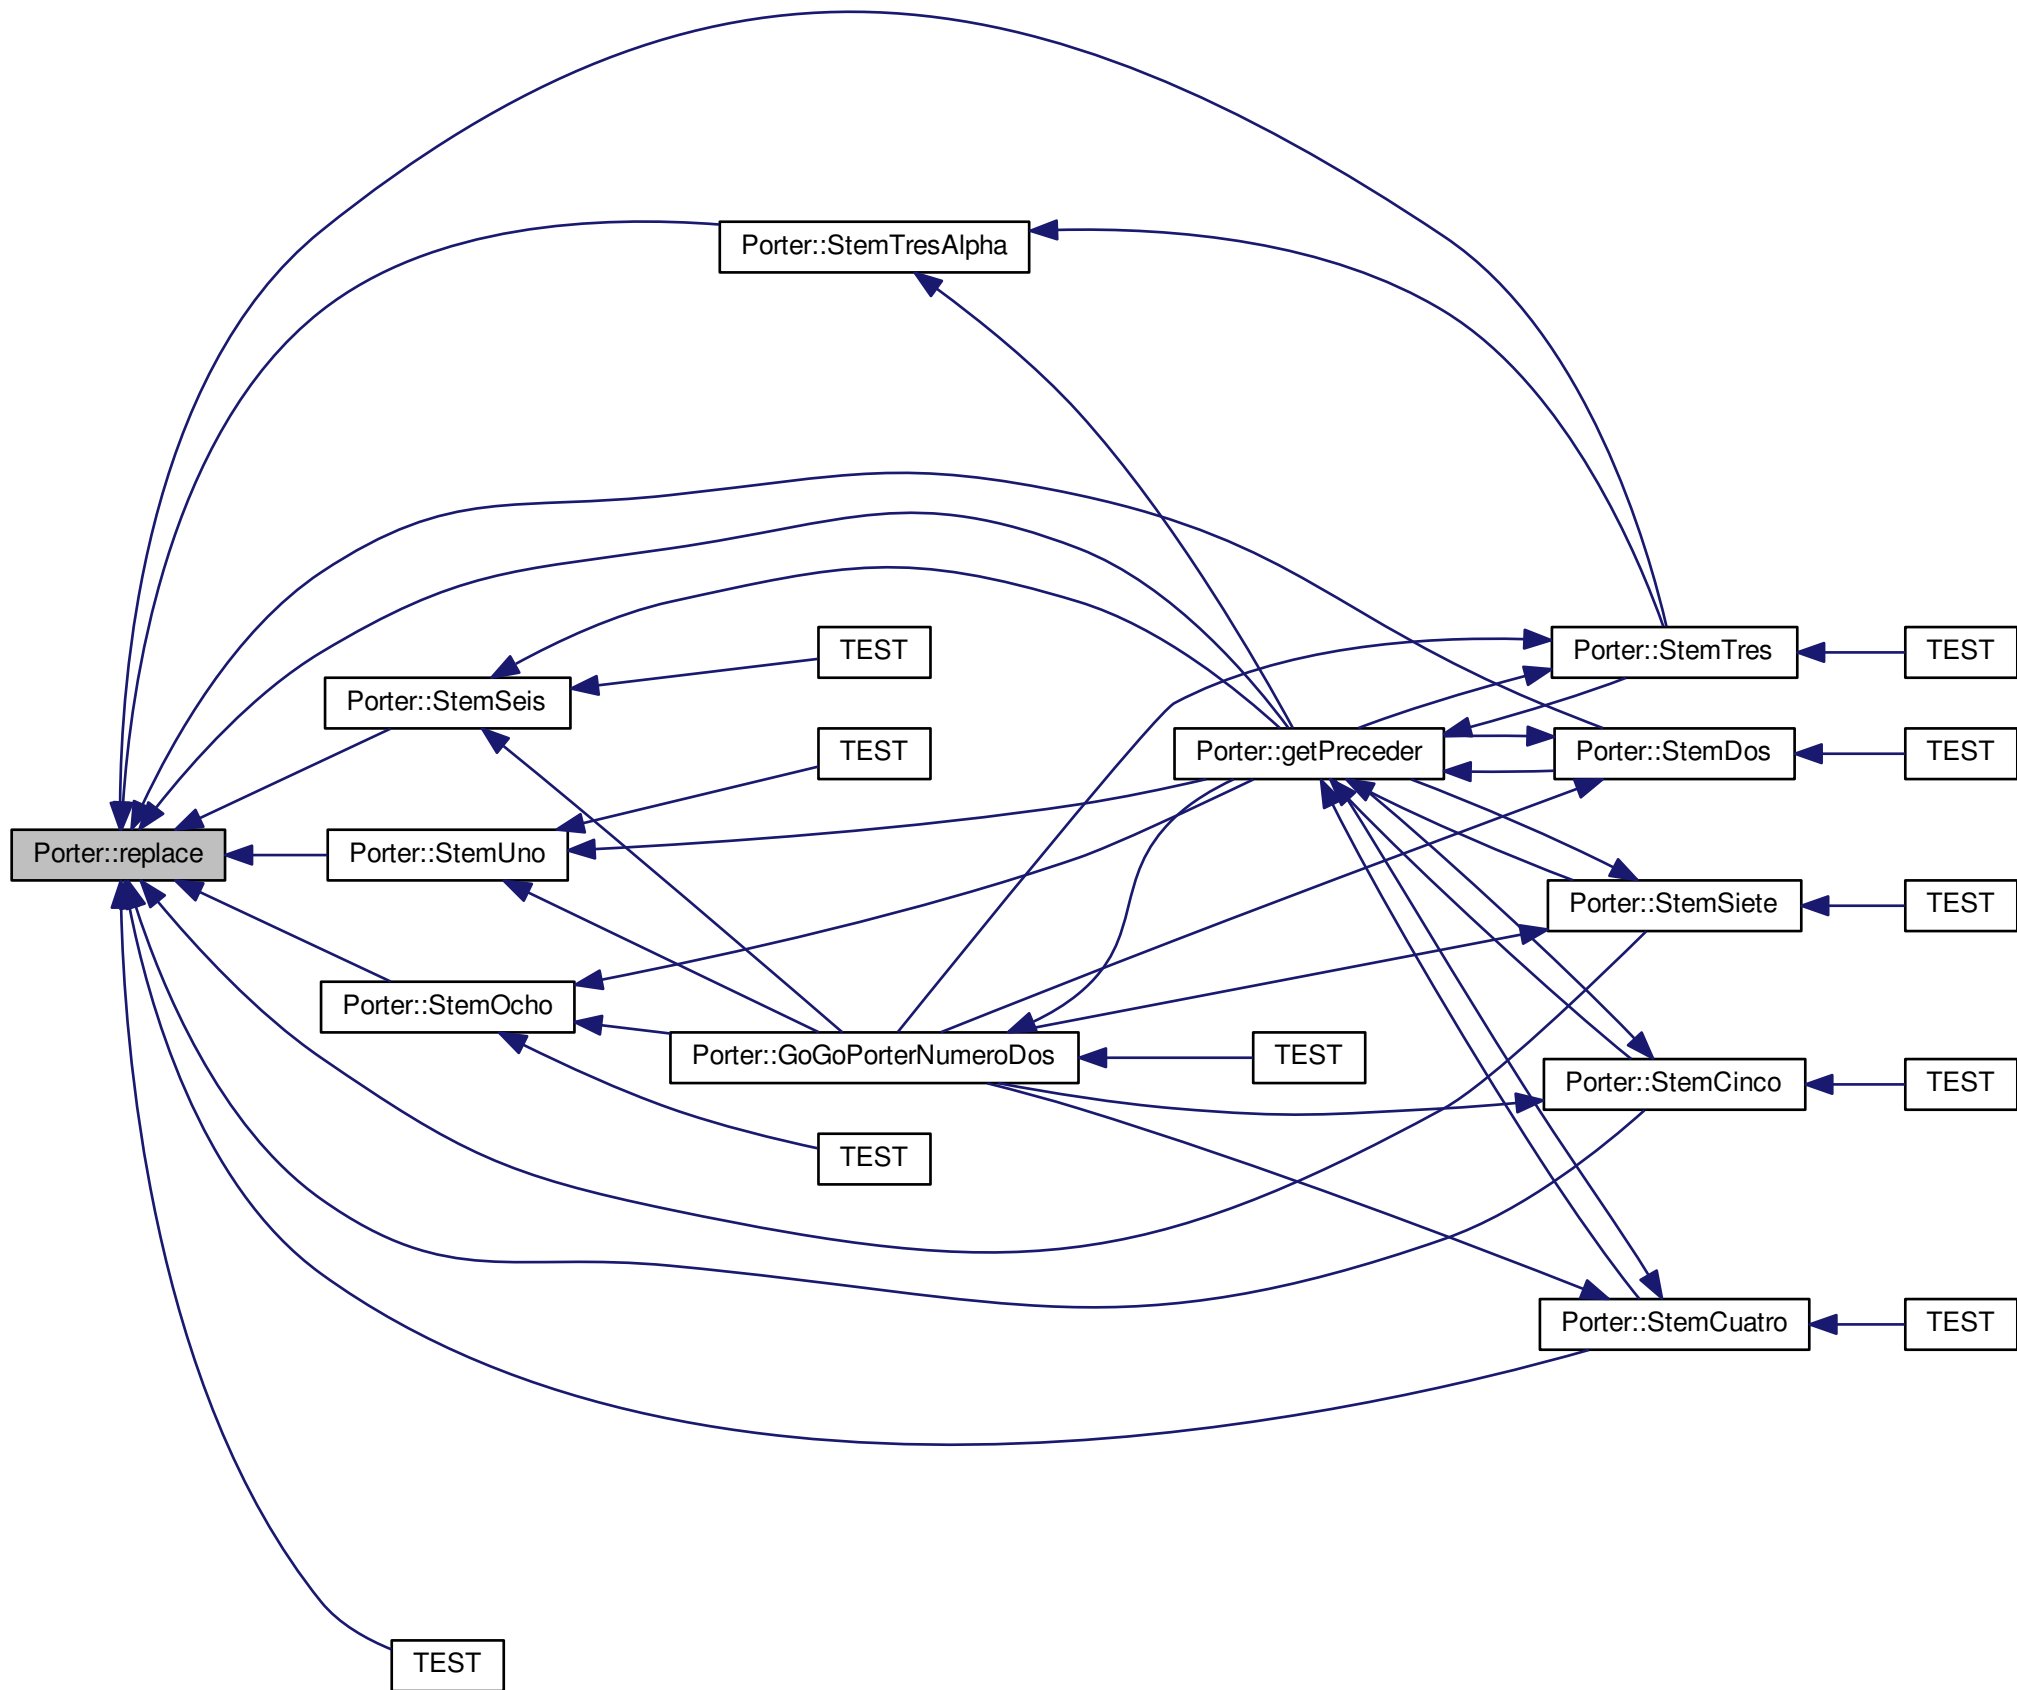 Porter::StemTresAlpha
TEST
Porter::StemTres
TEST
Porter::StemSeis
TEST
Porter::getPreceder
Porter::StemDos
TEST
Porter::replace
Porter::StemUno
Porter::StemSiete
TEST
Porter::StemOcho
Porter::GoGoPorterNumeroDos
TEST
Porter::StemCinco
TEST
TEST
Porter::StemCuatro
TEST
TEST